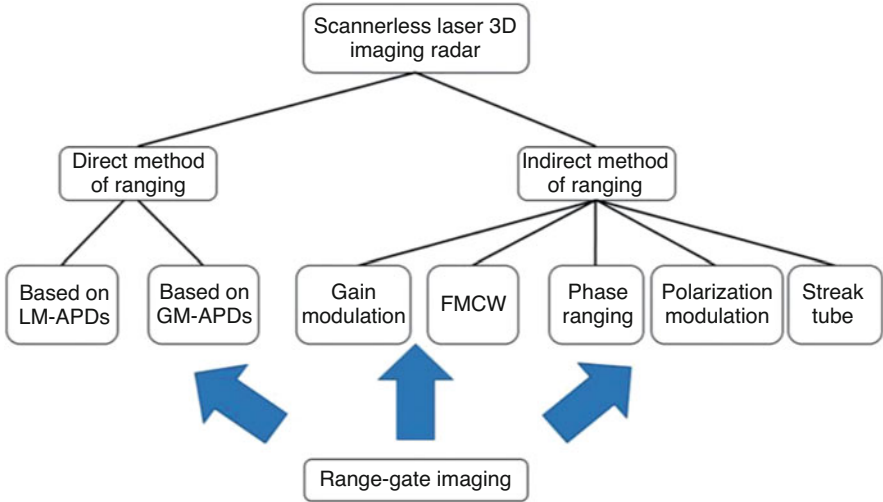 Scannerless laser 3D
imaging radar
Direct method
of ranging
Indirect method
of ranging
Based on
LM-APDs
Based on
GM-APDs
Gain
modulation
FMCW
Phase
ranging
Polarization
modulation
Streak
tube
Range-gate imaging